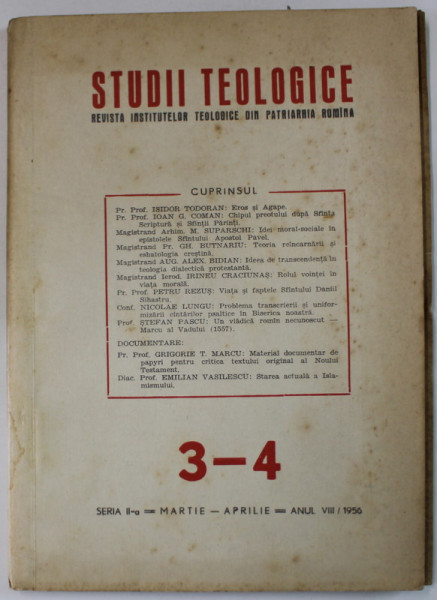 STUDII TEOLOGICE
REVISTA INSTITUTELOR TEOLOGICE DIN PATRIARHIA ROMÎNA
CUPRINSUL
Pr. Prof. ISIDOR TODORAN: Eros și Agape.
Pr. Prof. IOAN G. COMAN: Chipul preotului după Sfînta
Scriptură și Sfinții Părinți.
Magistrand Arhim. M. SUPARSCHI: Idei moral-sociale în
epistolele Sfîntului Apostol Pavel.
Magistrand Pr. GH. BUTNARIU: Teoria reincarnării și
eshatologia creștină.
Magistrand AUG. ALEX. BIDIAN: Ideea de transcendență în
teologia dialectică protestantă.
Magistrand Ierod. IRINEU CRACIUNAȘ: Rolul voinței în
viața morală.
Pr. Prof. PETRU REZUȘ: Viața și faptele Sfîntului Daniil
Sihastru.
Conf. NICOLAE LUNGU: Problema transcrierii și unifor-
mizării cîntărilor psaltice în Biserica noastră.
Prof. ȘTEFAN PASCU: Un vlădică romîn necunoscut —
Marcu al Vadului (1557).
DOCUMENTARE:
Pr. Prof. GRIGORIE T. MARCU: Material documentar de
papyri pentru critica textului original al Noului
Testament.
Diac. Prof. EMILIAN VASILESCU: Starea actuală a Isla-
mismului.
3—4
SERIA II-a = MARTIE — APRILIE = ANUL VIII / 1956